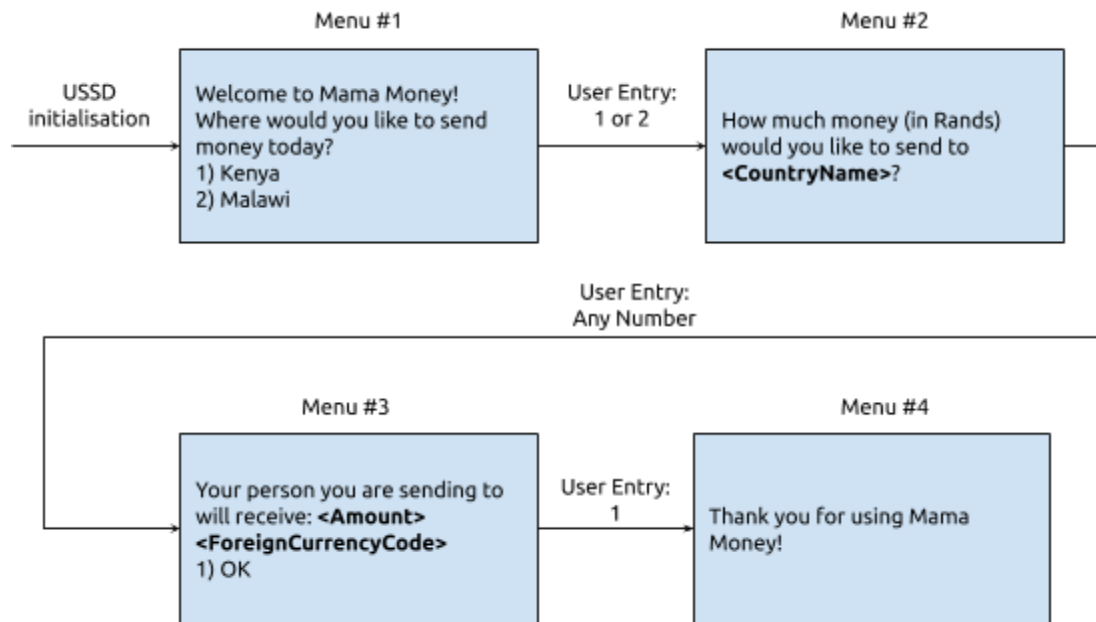 Menu #1
Menu #2
USSD
initialisation
Welcome to Mama Money!
Where would you like to send
money today?
1) Kenya
2) Malawi
User Entry:
1 or 2
How much money (in Rands)
would you like to send to
<CountryName>?
User Entry:
Any Number
Menu #3
Menu #4
Your person you are sending to
will receive: <Amount>
<ForeignCurrencyCode>
1) OK
User Entry:
1
Thank you for using Mama
Money!